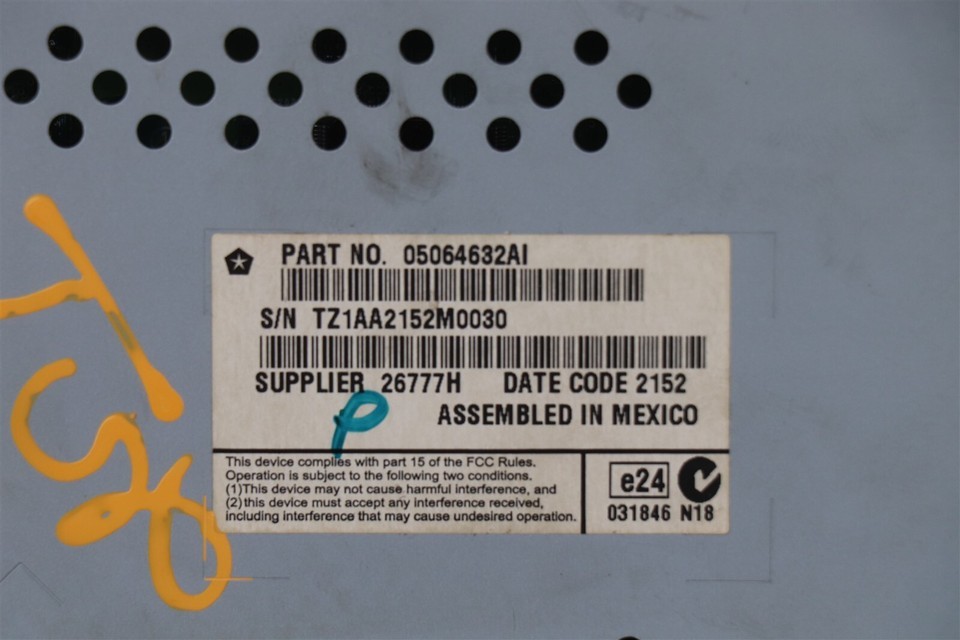 PART NO. 05064632AI
S/N TZ1AA2152M0030
SUPPLIER 26777H DATE CODE 2152
P
ASSEMBLED IN MEXICO
This device complies with part 15 of the FCC Rules.
Operation is subject to the following two conditions.
(1)This device may not cause harmful interference, and
(2)this device must accept any interference received,
including interference that may cause undesired operation.
e24
031846 N18